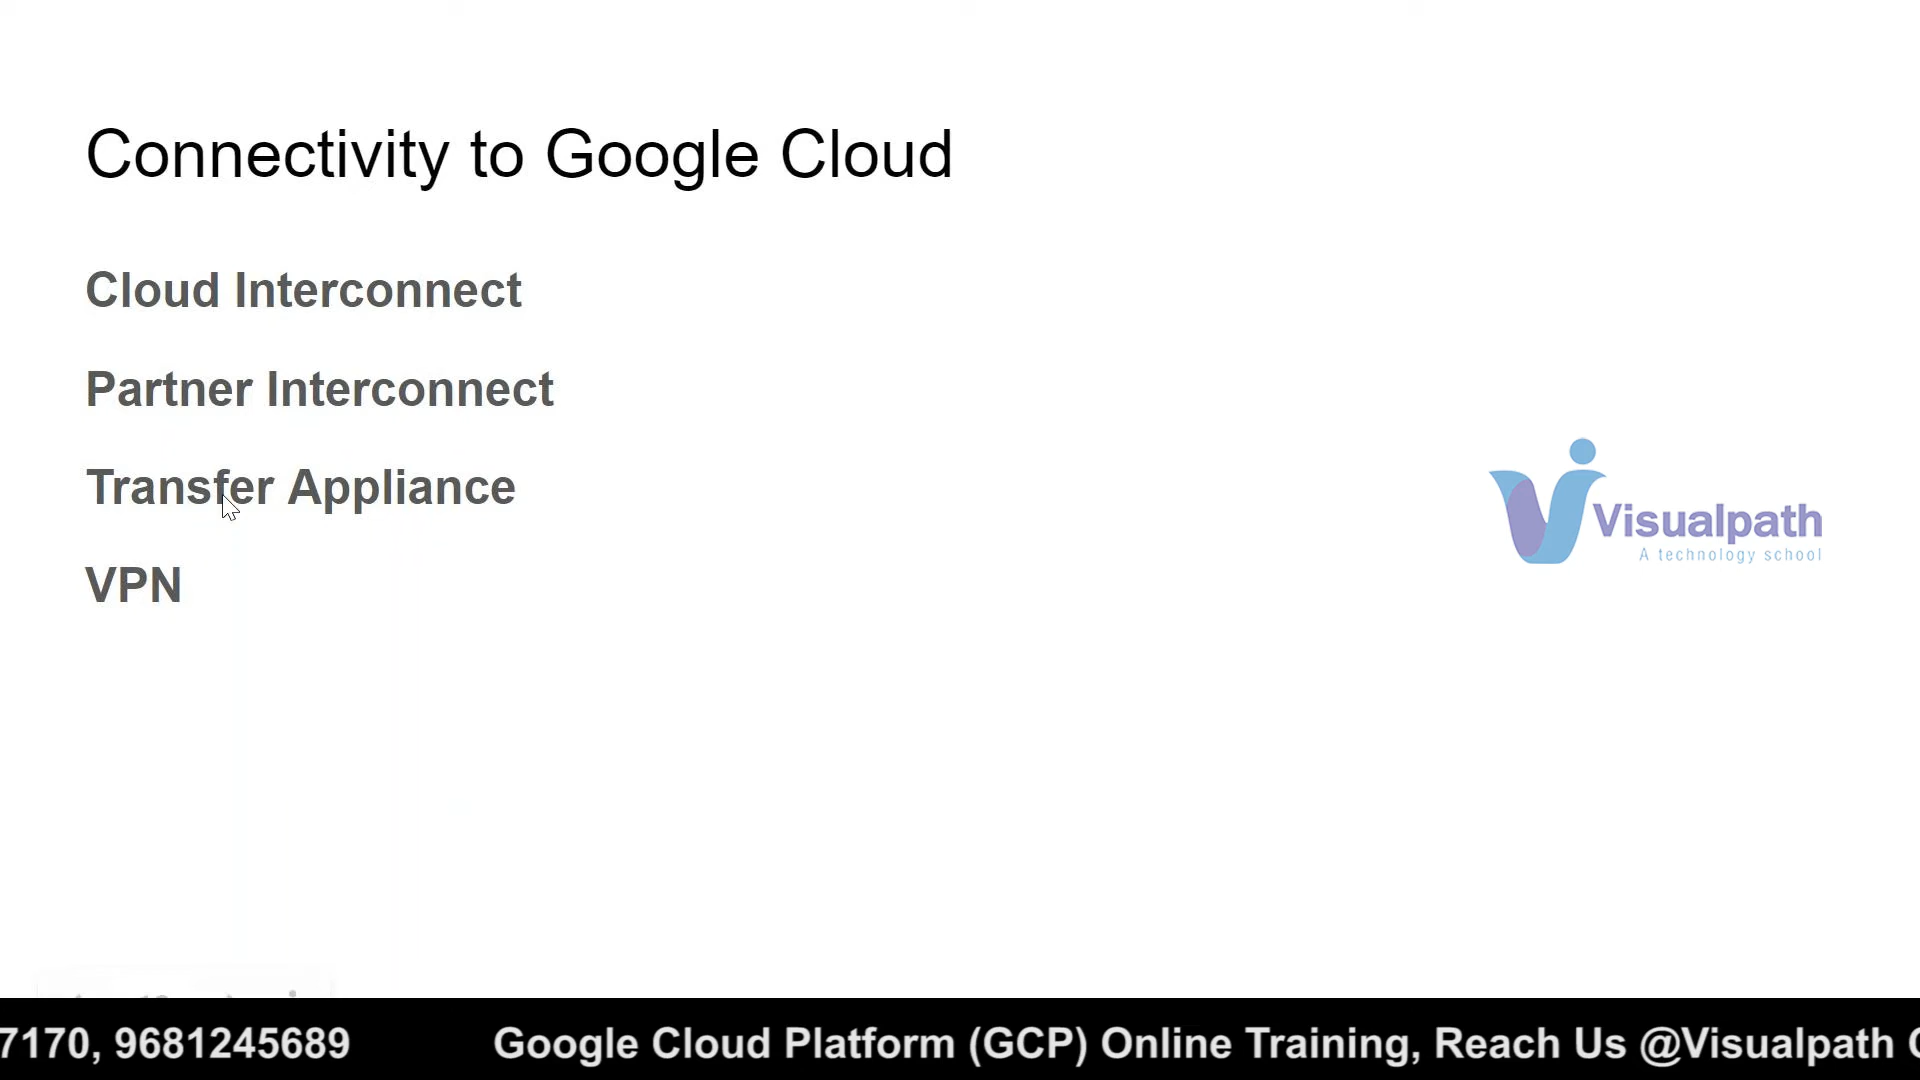 Connectivity to Google Cloud
Cloud Interconnect
Partner Interconnect
Transfer Appliance
VPN
Visualpath
A technology school
7170, 9681245689 Google Cloud Platform (GCP) Online Training, Reach Us @Visualpath